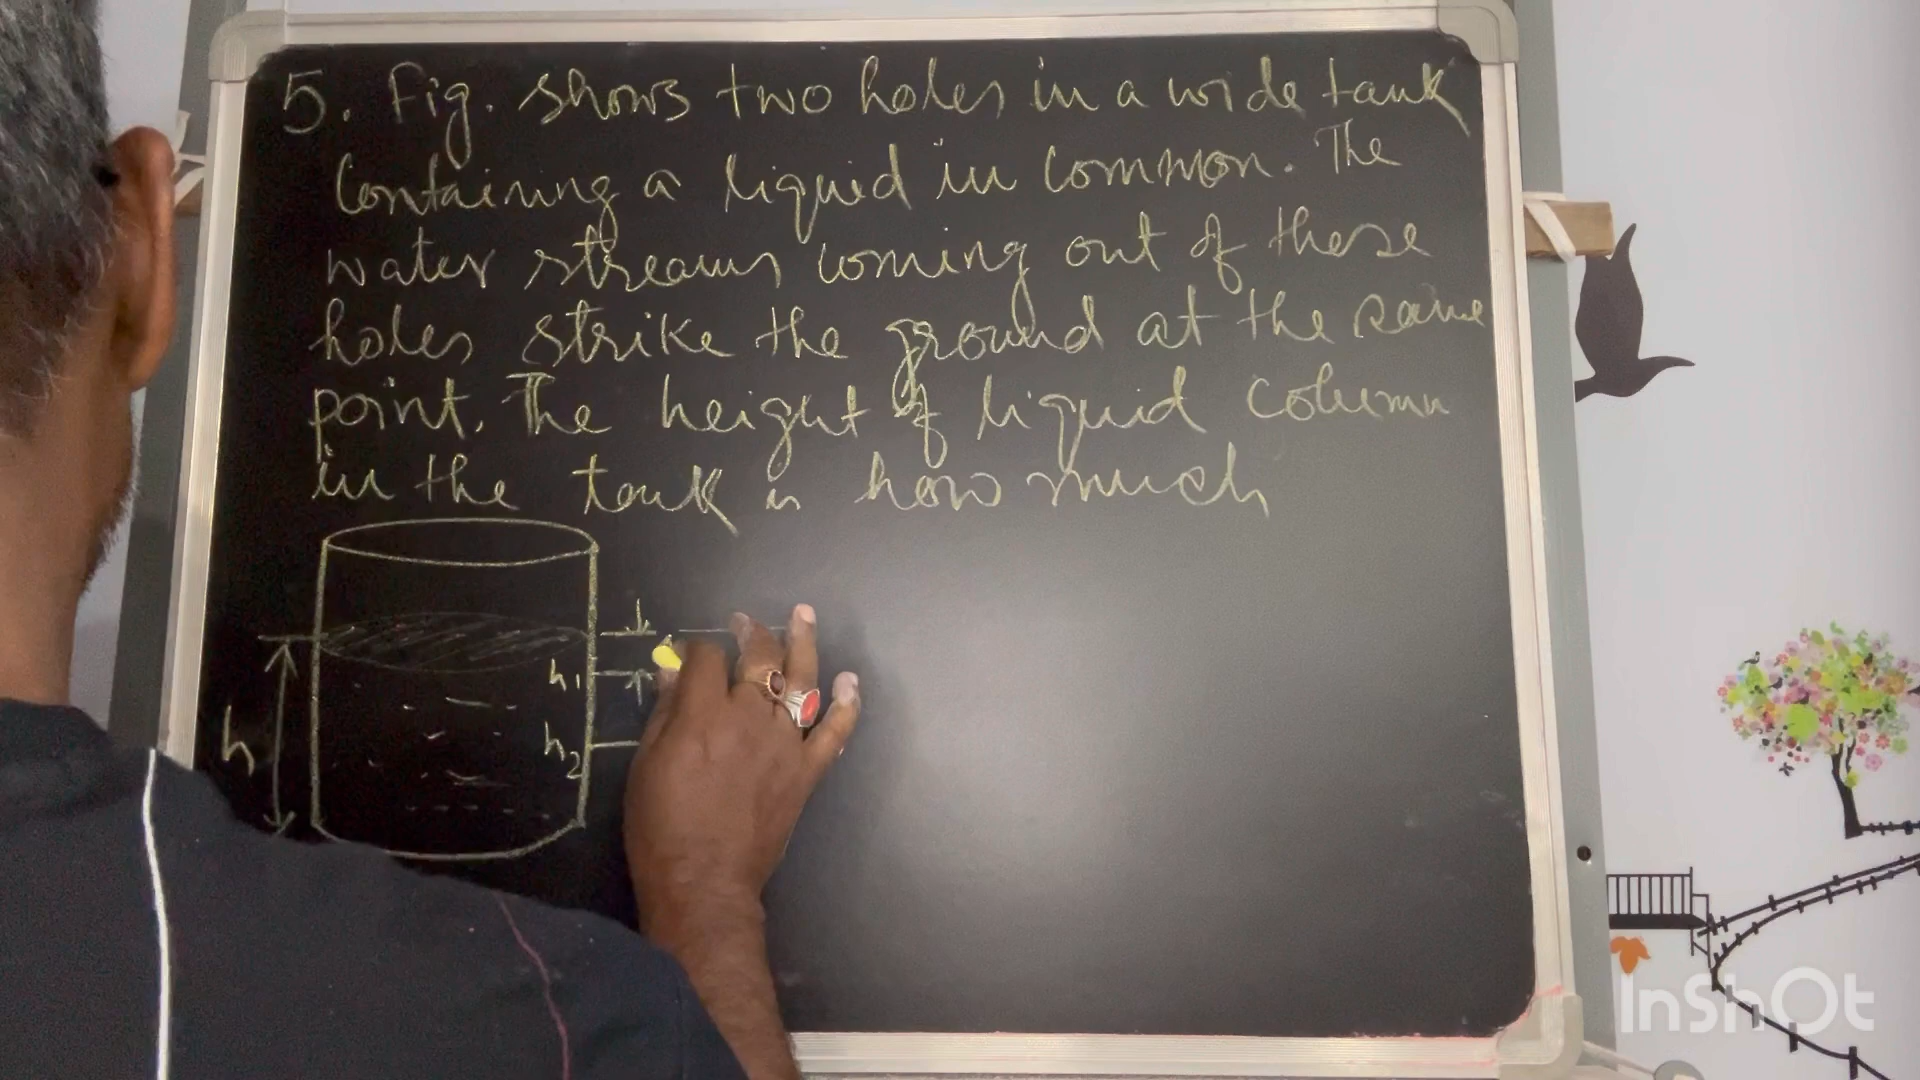 5. Fig. shows two holes in a wide tank
containing a liquid in common. The
water streams coming out of these
holes strike the ground at the same
point. The height of liquid column
in the tank is how much
h
h1
h2
InShOt